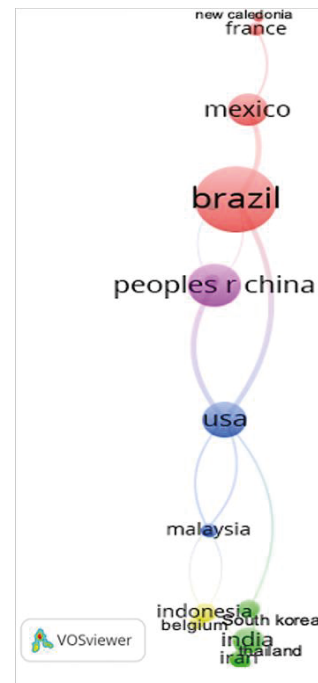 new caledonia
france
mexico
brazil
peoples r china
usa
malaysia
indonesia
South korea
belgium
india
thailand
iran
VOSviewer